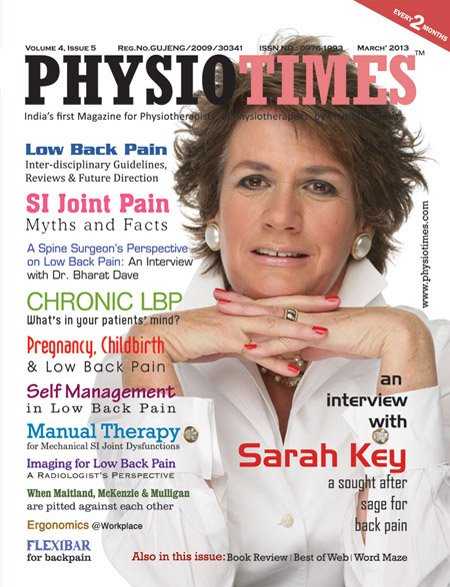 EVERY 2 MONTHS
VOLUME 4, ISSUE 5 REG.NO.GUJENG/2009/30341 ISSN NO.: 0976-1993 MARCH' 2013
PHYSIOTIMES™
India's first Magazine for Physiotherapists, by
Low Back Pain
Inter-disciplinary Guidelines,
Reviews & Future Direction
SI Joint Pain
Myths and Facts
A Spine Surgeon's Perspective
on Low Back Pain: An Interview
with Dr. Bharat Dave
CHRONIC LBP
What's in your patients' mind?
Pregnancy, Childbirth
& Low Back Pain
Self Management
in Low Back Pain
Manual Therapy
for Mechanical SI Joint Dysfunctions
Imaging for Low Back Pain
A RADIOLOGIST'S PERSPECTIVE
When Maitland, McKenzie & Mulligan
are pitted against each other
Ergonomics @Workplace
FLEXIBAR
for backpain
www.physiotimes.com
an
interview
with
Sarah Key
a sought after
sage for
back pain
Also in this issue: Book Review | Best of Web | Word Maze